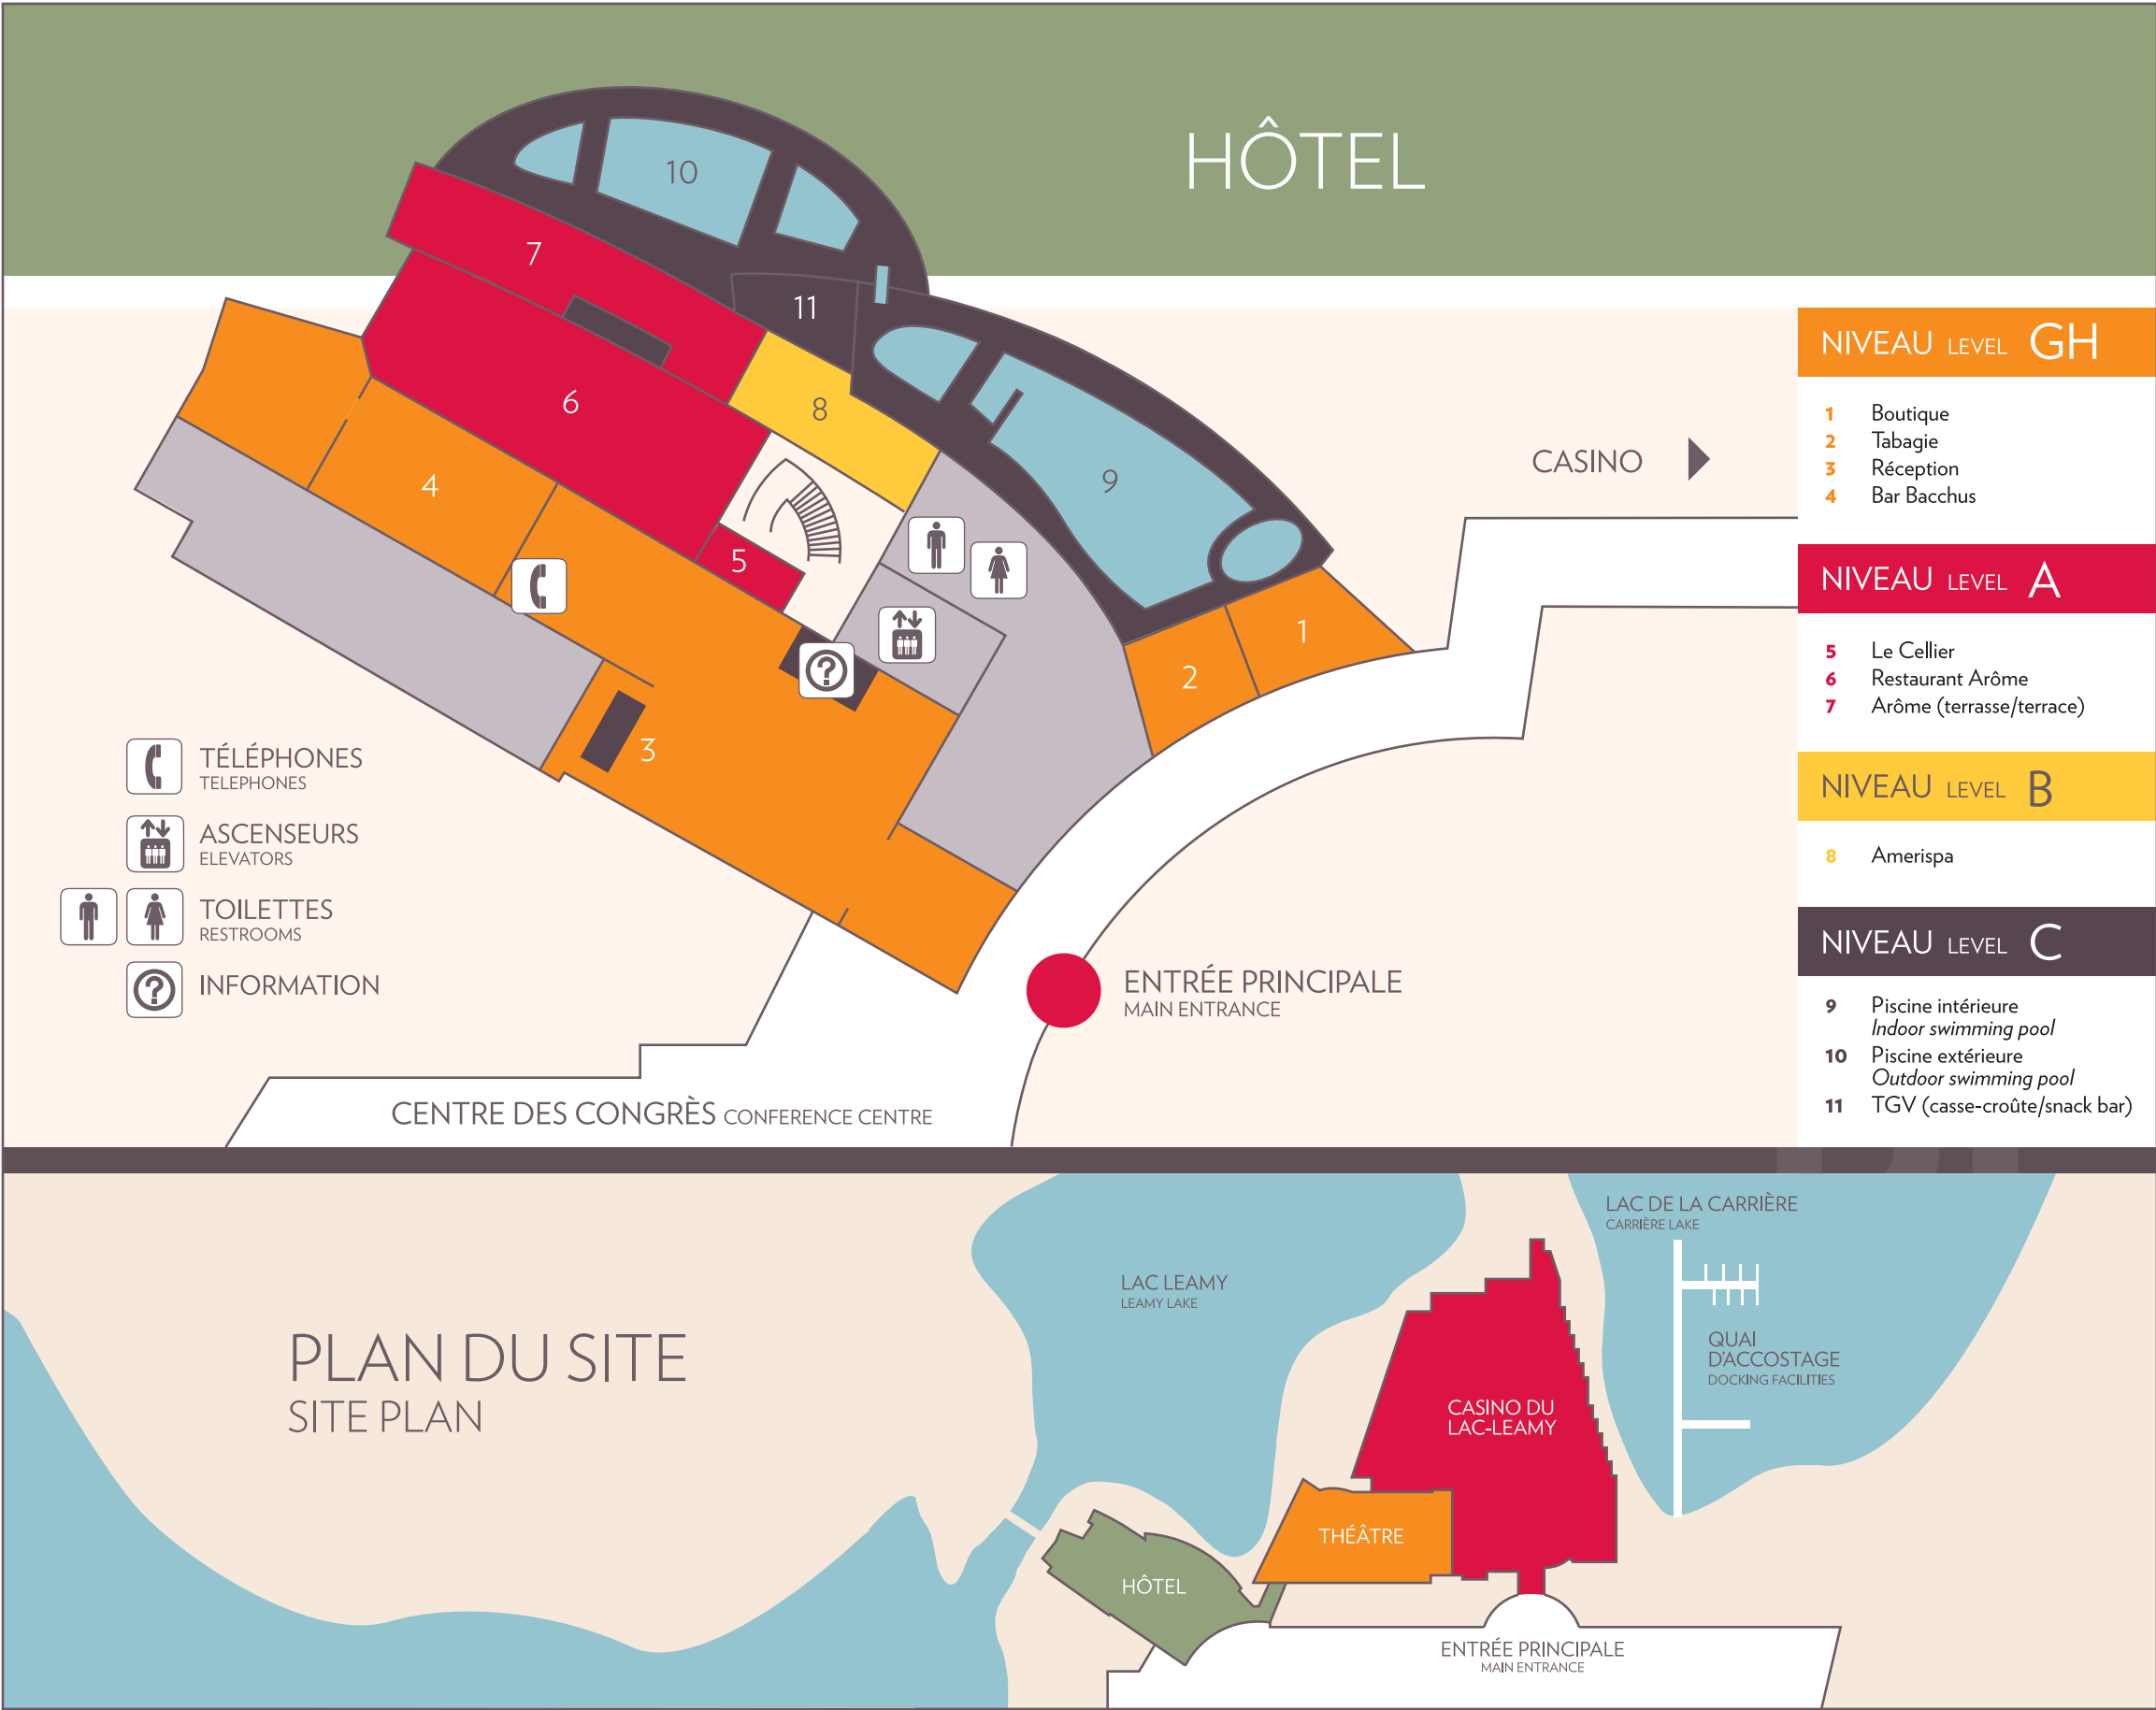 HÔTEL
10
7
11
6
8
9
4
5
1
2
3
CASINO
NIVEAU LEVEL GH
1 Boutique
2 Tabagie
3 Réception
4 Bar Bacchus
NIVEAU LEVEL A
5 Le Cellier
6 Restaurant Arôme
7 Arôme (terrasse/terrace)
NIVEAU LEVEL B
8 Amerispa
NIVEAU LEVEL C
9 Piscine intérieure
Indoor swimming pool
10 Piscine extérieure
Outdoor swimming pool
11 TGV (casse-croûte/snack bar)
TÉLÉPHONES
TELEPHONES
ASCENSEURS
ELEVATORS
TOILETTES
RESTROOMS
INFORMATION
ENTRÉE PRINCIPALE
MAIN ENTRANCE
CENTRE DES CONGRÈS CONFERENCE CENTRE
PLAN DU SITE
SITE PLAN
LAC LEAMY
LEAMY LAKE
LAC DE LA CARRIÈRE
CARRIÈRE LAKE
QUAI
D'ACCOSTAGE
DOCKING FACILITIES
CASINO DU
LAC-LEAMY
THÉÂTRE
HÔTEL
ENTRÉE PRINCIPALE
MAIN ENTRANCE